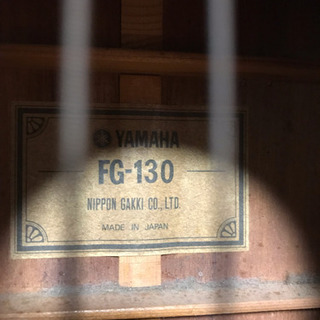 YAMAHA
FG-130
NIPPON GAKKI CO., LTD.
MADE IN JAPAN